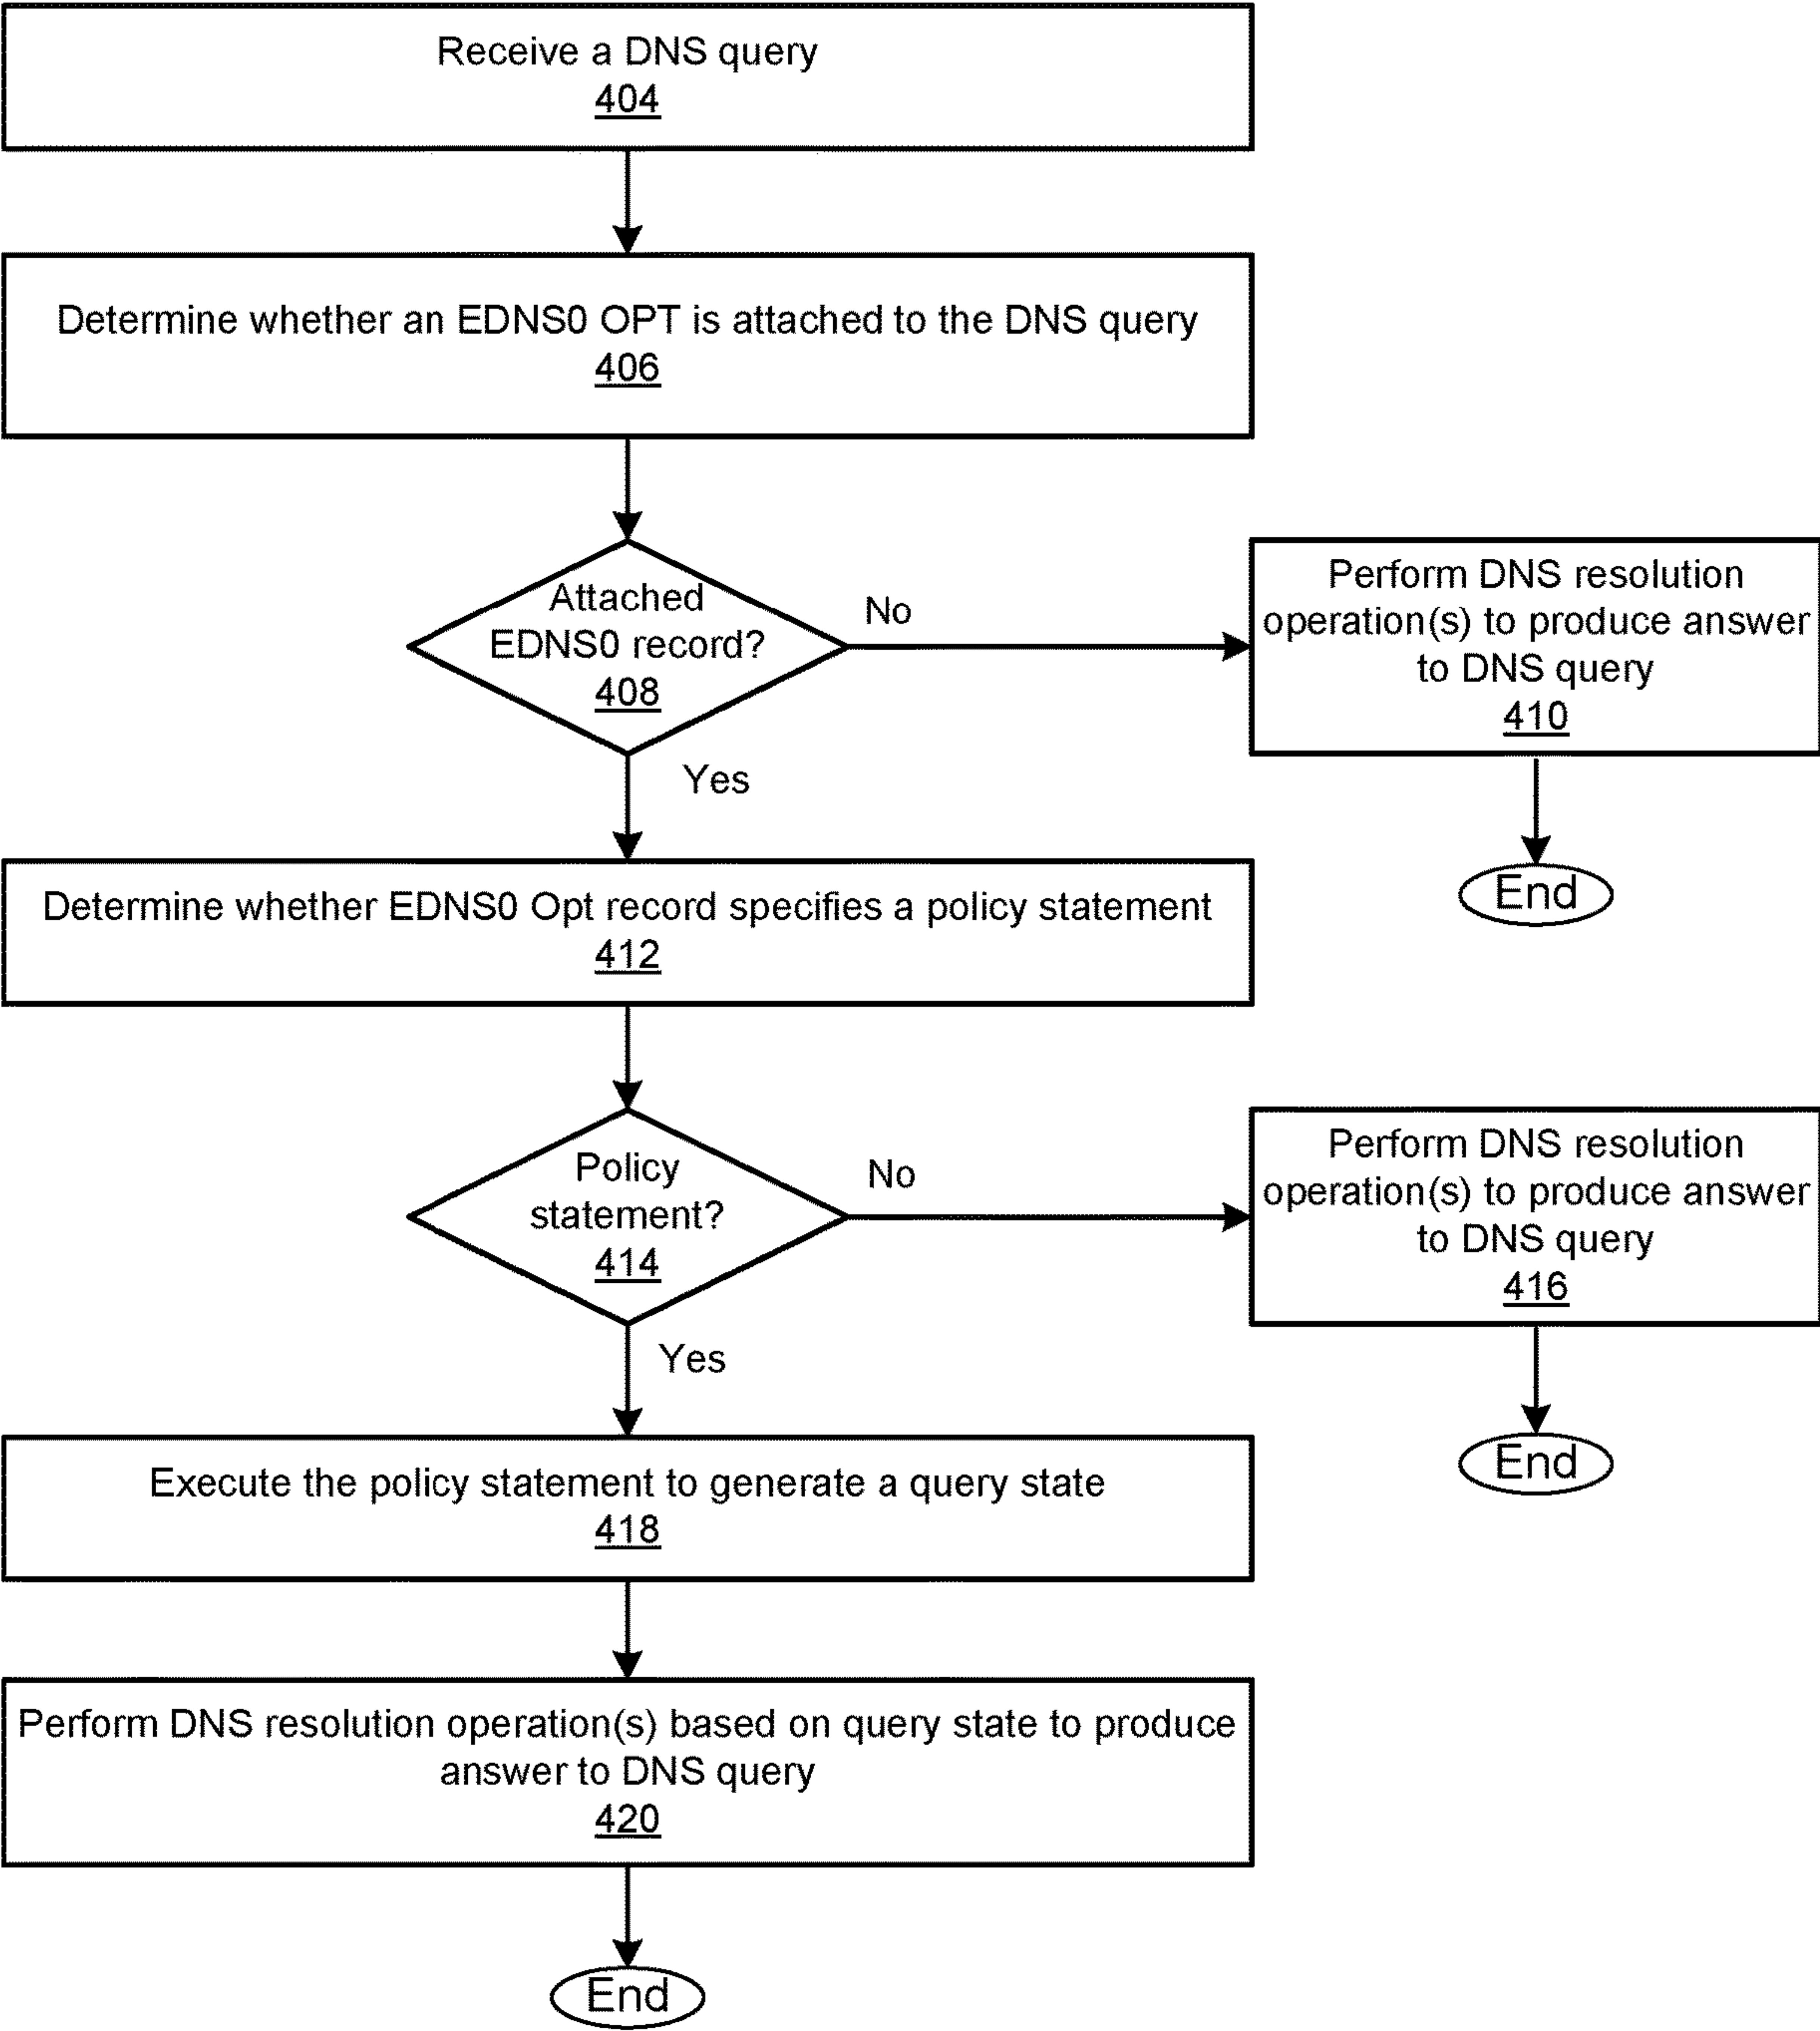 Receive a DNS query
404
Determine whether an EDNS0 OPT is attached to the DNS query
406
Attached
EDNS0 record?
408
No
Perform DNS resolution
operation(s) to produce answer
to DNS query
410
End
Yes
Determine whether EDNS0 Opt record specifies a policy statement
412
Policy
statement?
414
No
Perform DNS resolution
operation(s) to produce answer
to DNS query
416
End
Yes
Execute the policy statement to generate a query state
418
Perform DNS resolution operation(s) based on query state to produce
answer to DNS query
420
End